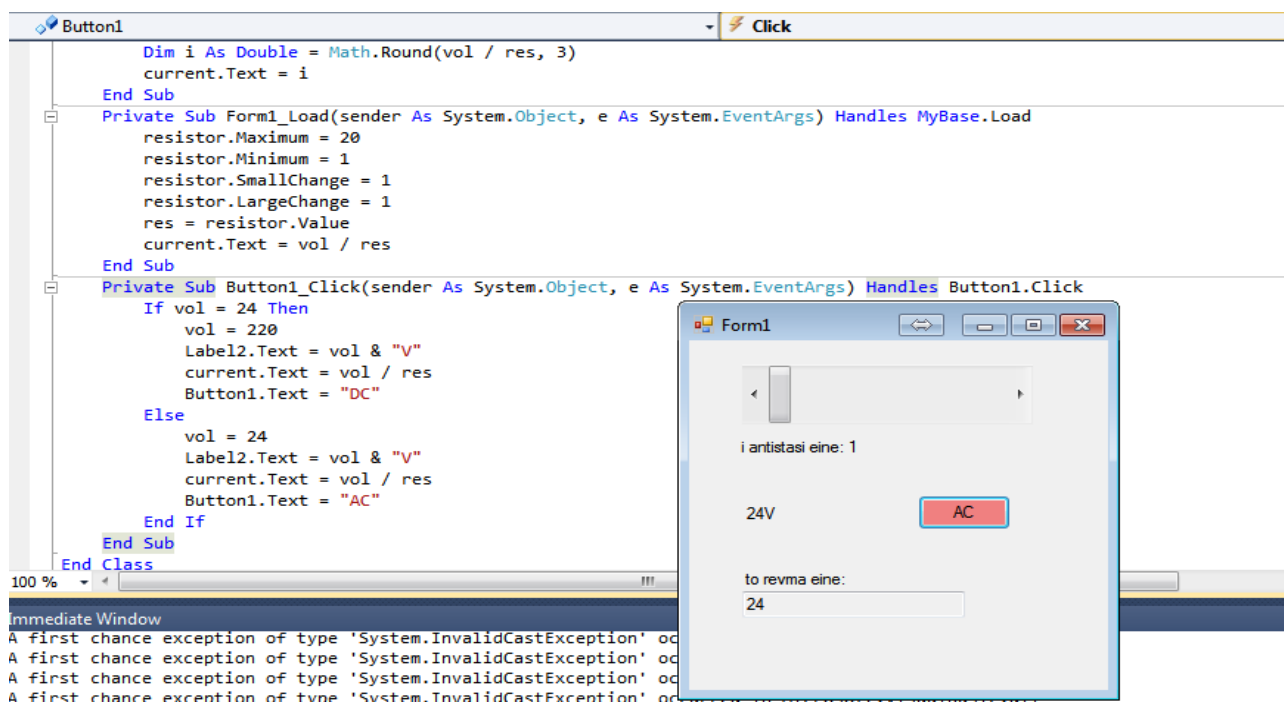 Button1
Click
Dim i As Double = Math.Round(vol / res, 3)
current.Text = i
End Sub
Private Sub Form1_Load(sender As System.Object, e As System.EventArgs) Handles MyBase.Load
resistor.Maximum = 20
resistor.Minimum = 1
resistor.SmallChange = 1
resistor.LargeChange = 1
res = resistor.Value
current.Text = vol / res
End Sub
Private Sub Button1_Click(sender As System.Object, e As System.EventArgs) Handles Button1.Click
If vol = 24 Then
vol = 220
Label2.Text = vol & "V"
current.Text = vol / res
Button1.Text = "DC"
Else
vol = 24
Label2.Text = vol & "V"
current.Text = vol / res
Button1.Text = "AC"
End If
End Sub
End Class
100 %
Form1
i antistasi eine: 1
24V
AC
to revma eine:
24
Immediate Window
A first chance exception of type 'System.InvalidCastException' oc
A first chance exception of type 'System.InvalidCastException' oc
A first chance exception of type 'System.InvalidCastException' oc
A first chance exception of type 'System.InvalidCastException'